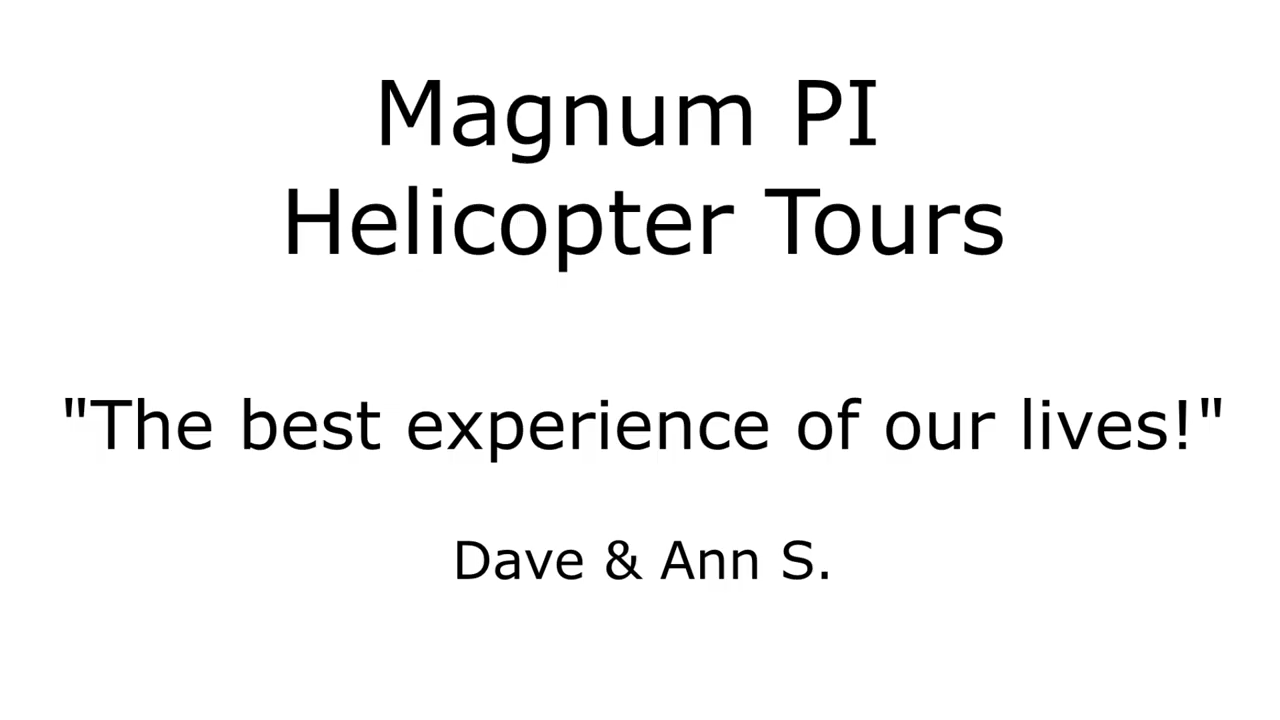 Magnum PI
Helicopter Tours
"The best experience of our lives!"
Dave & Ann S.